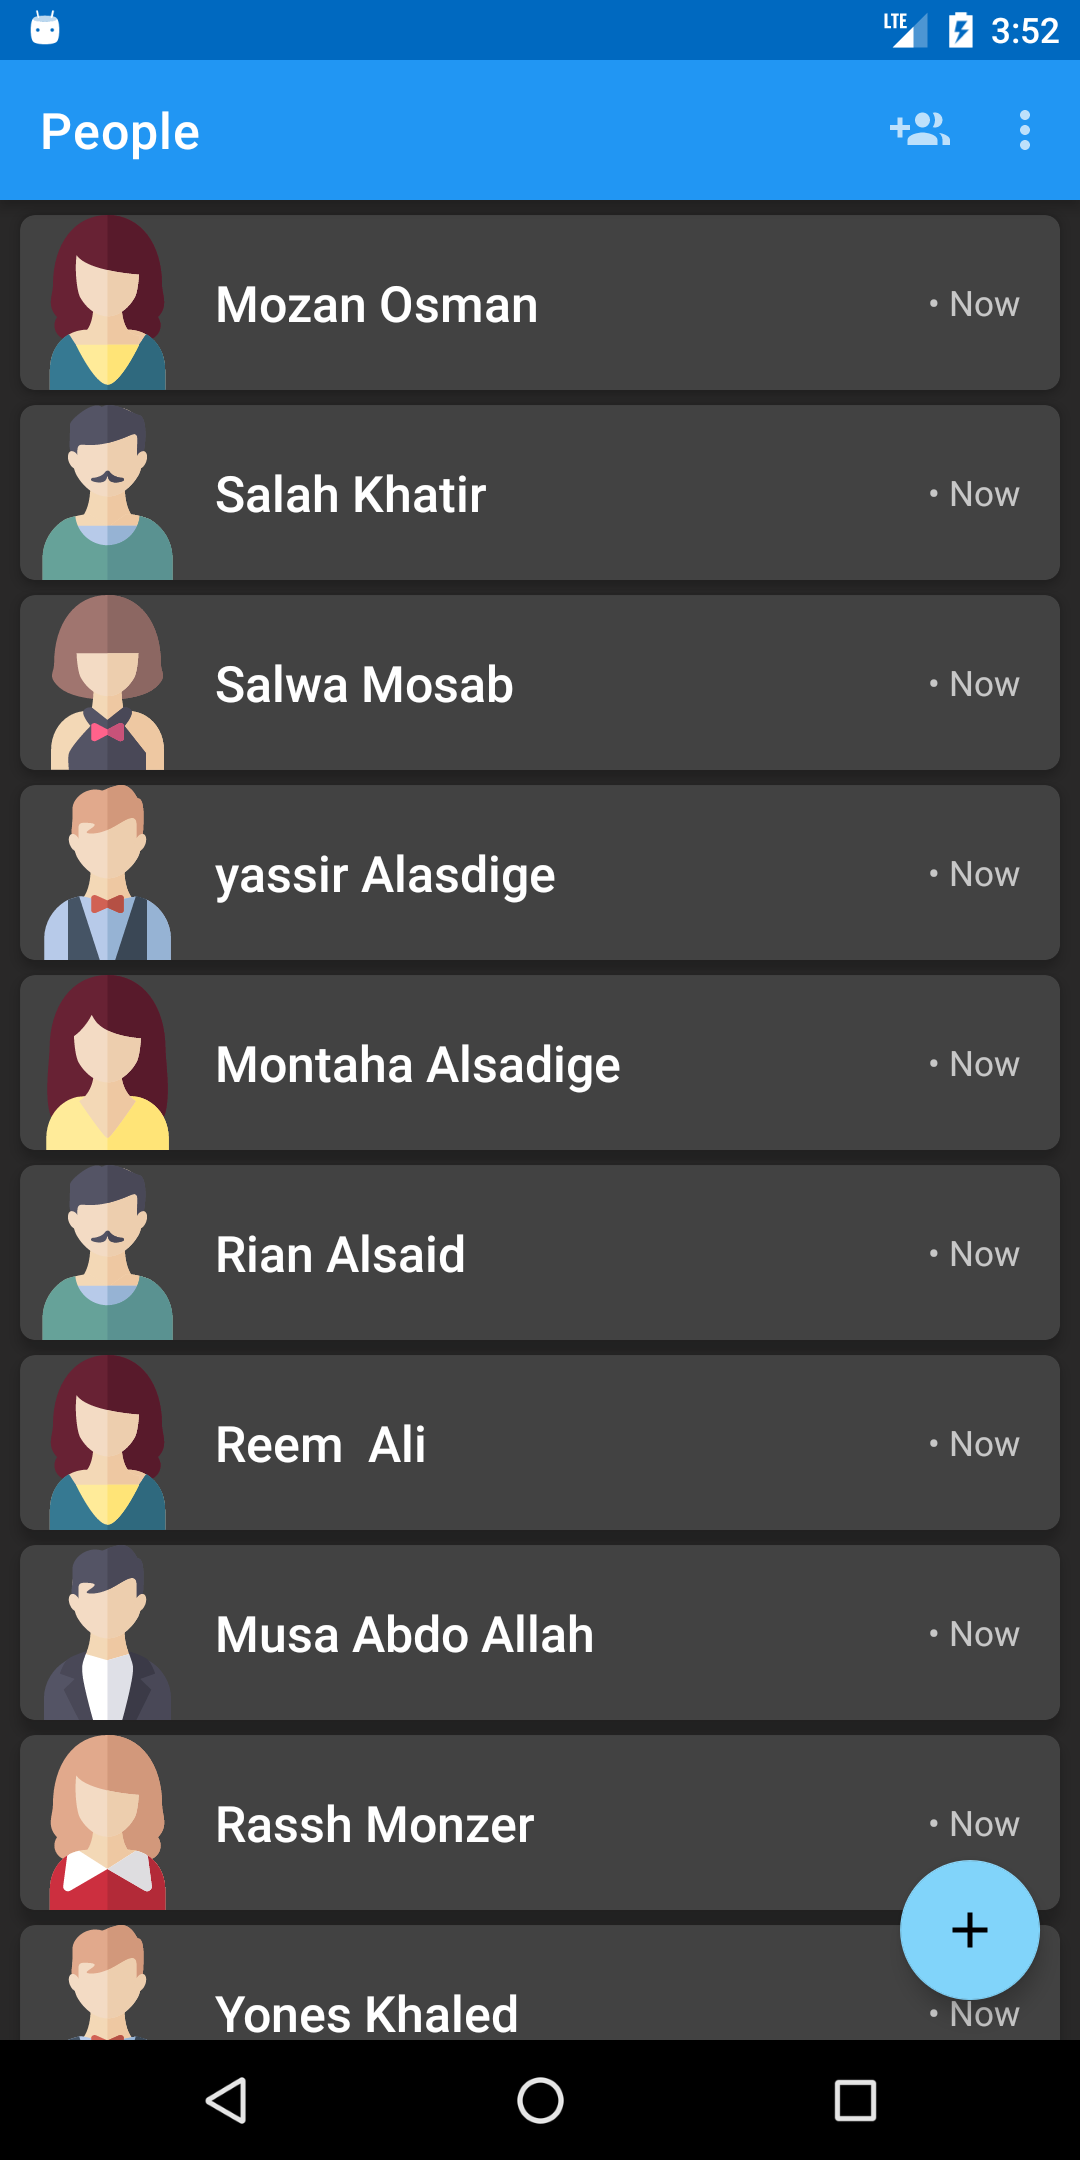 LTE 3:52
People
Mozan Osman • Now
Salah Khatir • Now
Salwa Mosab • Now
yassir Alasdige • Now
Montaha Alsadige • Now
Rian Alsaid • Now
Reem  Ali • Now
Musa Abdo Allah • Now
Rassh Monzer • Now
Yones Khaled • Now